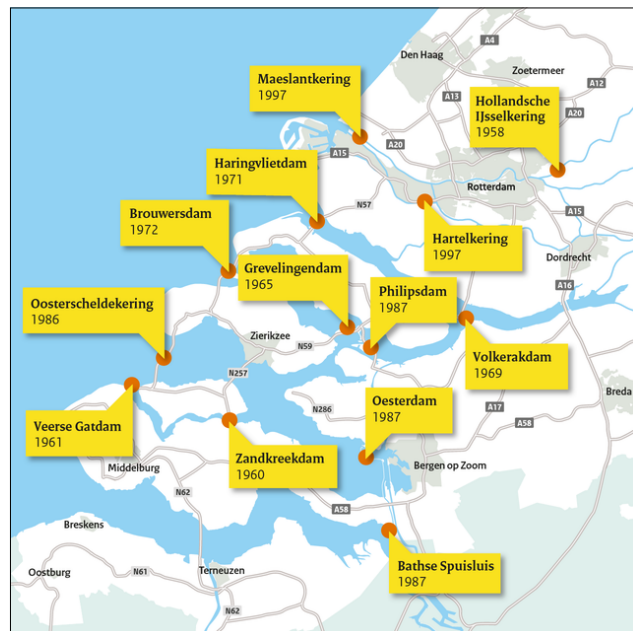 Den Haag
A4
Zoetermeer
Maeslantkering
1997
A13
A12
Hollandsche
IJsselkering
1958
A20
A20
A15
Haringvlietdam
1971
Rotterdam
N57
A15
Brouwersdam
1972
Hartelkering
1997
Dordrecht
Grevelingendam
1965
A16
Philipsdam
1987
Oosterscheldekering
1986
Zierikzee
N59
Volkerakdam
1969
N257
Breda
Oesterdam
1987
N286
A17
A58
Veerse Gatdam
1961
Zandkreekdam
1960
Middelburg
Bergen op Zoom
N62
A58
Breskens
Bathse Spuisluis
1987
Oostburg
N61
Terneuzen
N62